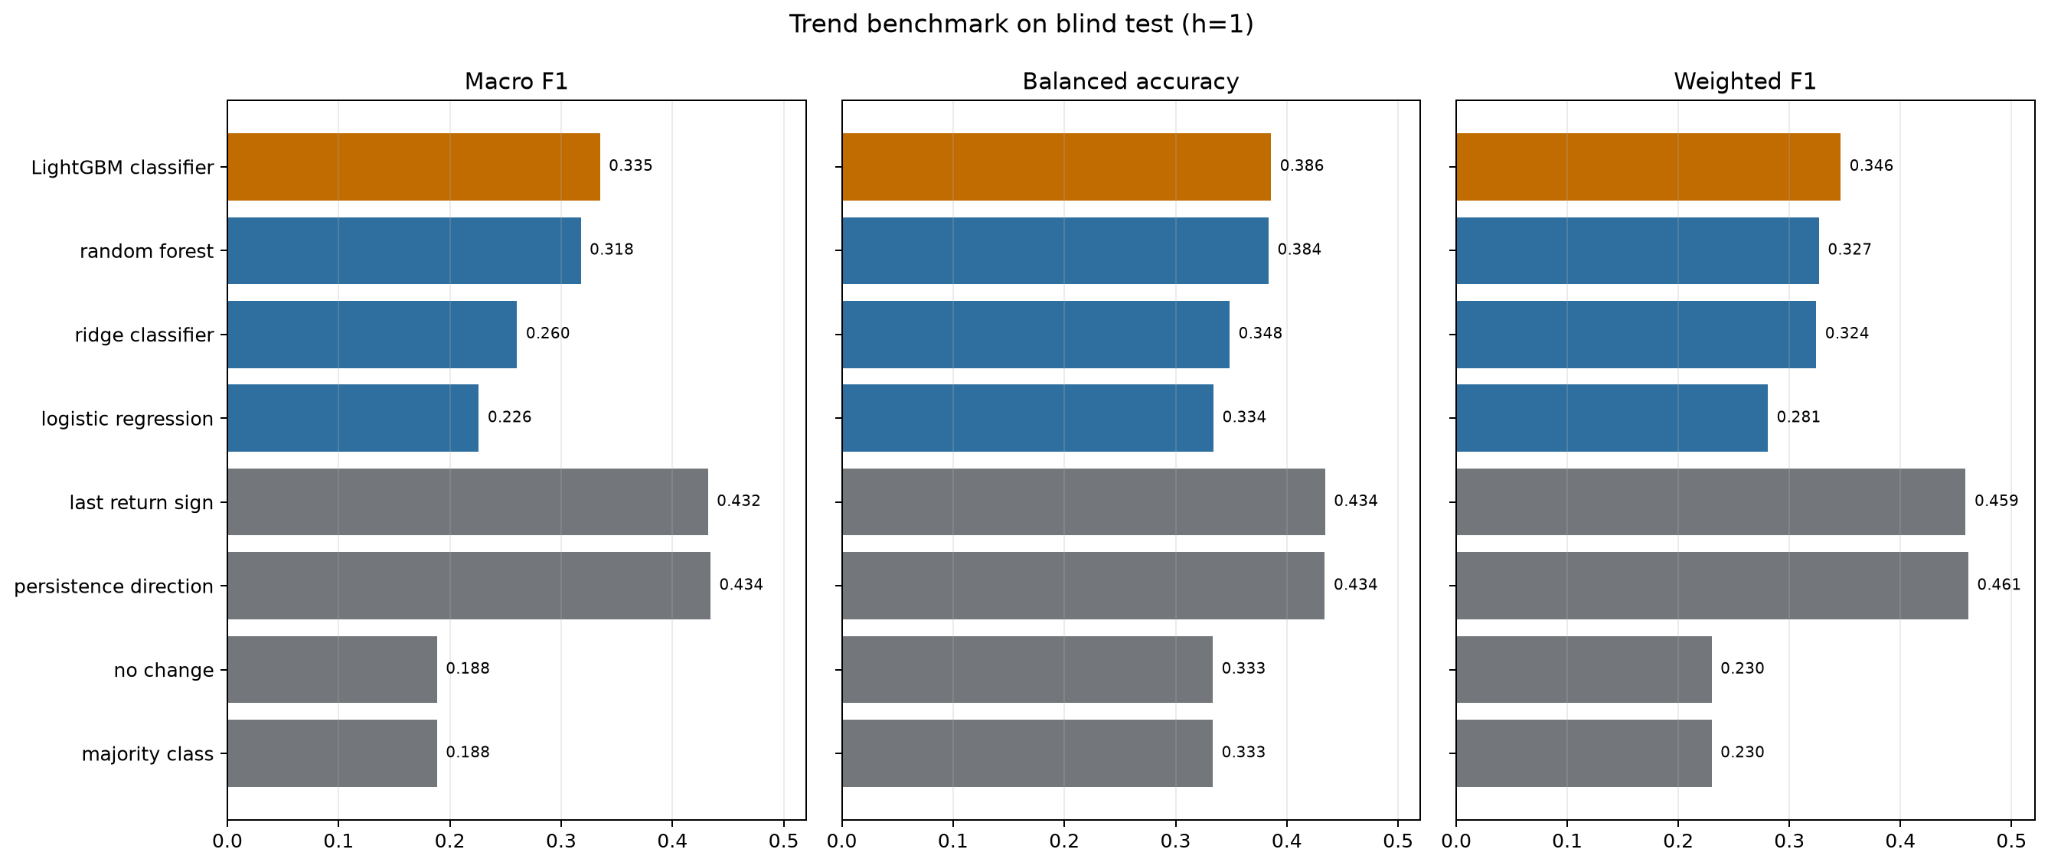 Trend benchmark on blind test (h=1)
Macro F1
LightGBM classifier
0.335
random forest
0.318
ridge classifier
0.260
logistic regression
0.226
last return sign
0.432
persistence direction
0.434
no change
0.188
majority class
0.188
0.0 0.1 0.2 0.3 0.4 0.5
Balanced accuracy
0.386
0.384
0.348
0.334
0.434
0.434
0.333
0.333
0.0 0.1 0.2 0.3 0.4 0.5
Weighted F1
0.346
0.327
0.324
0.281
0.459
0.461
0.230
0.230
0.0 0.1 0.2 0.3 0.4 0.5